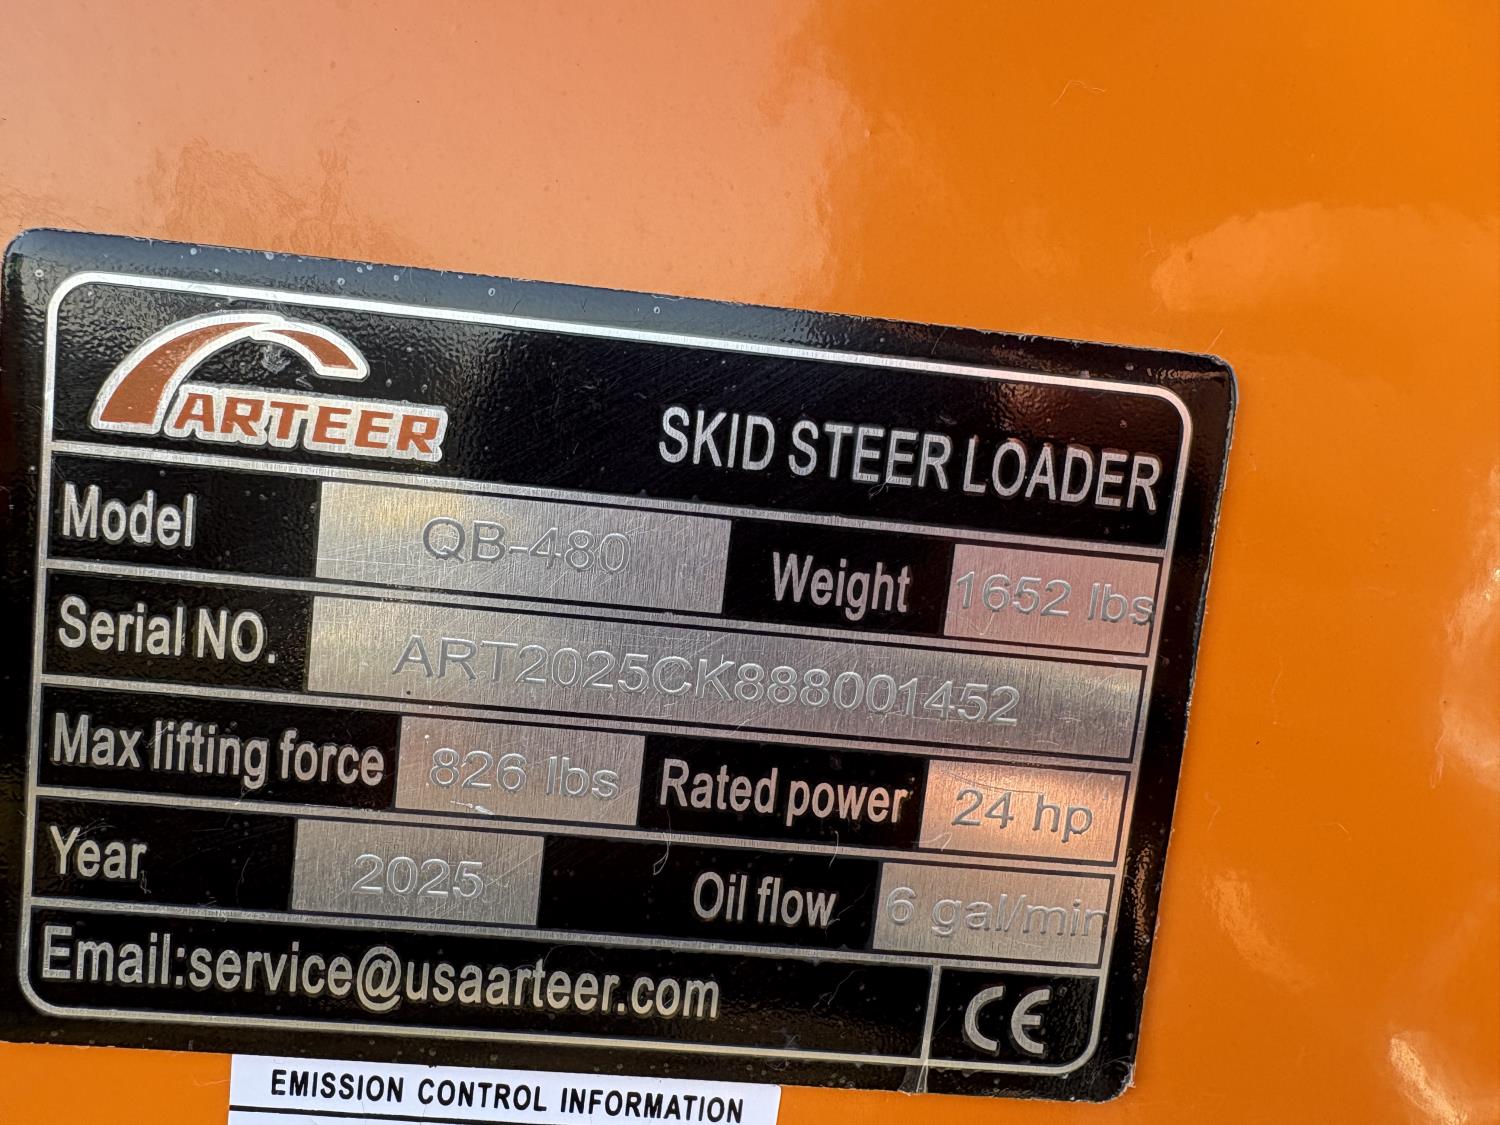 ARTEER
SKID STEER LOADER
Model QB-480 Weight 1652 lbs
Serial NO. ART2025CK888001452
Max lifting force 826 lbs Rated power 24 hp
Year 2025 Oil flow 6 gal/min
Email:service@usaarteer.com CE
EMISSION CONTROL INFORMATION